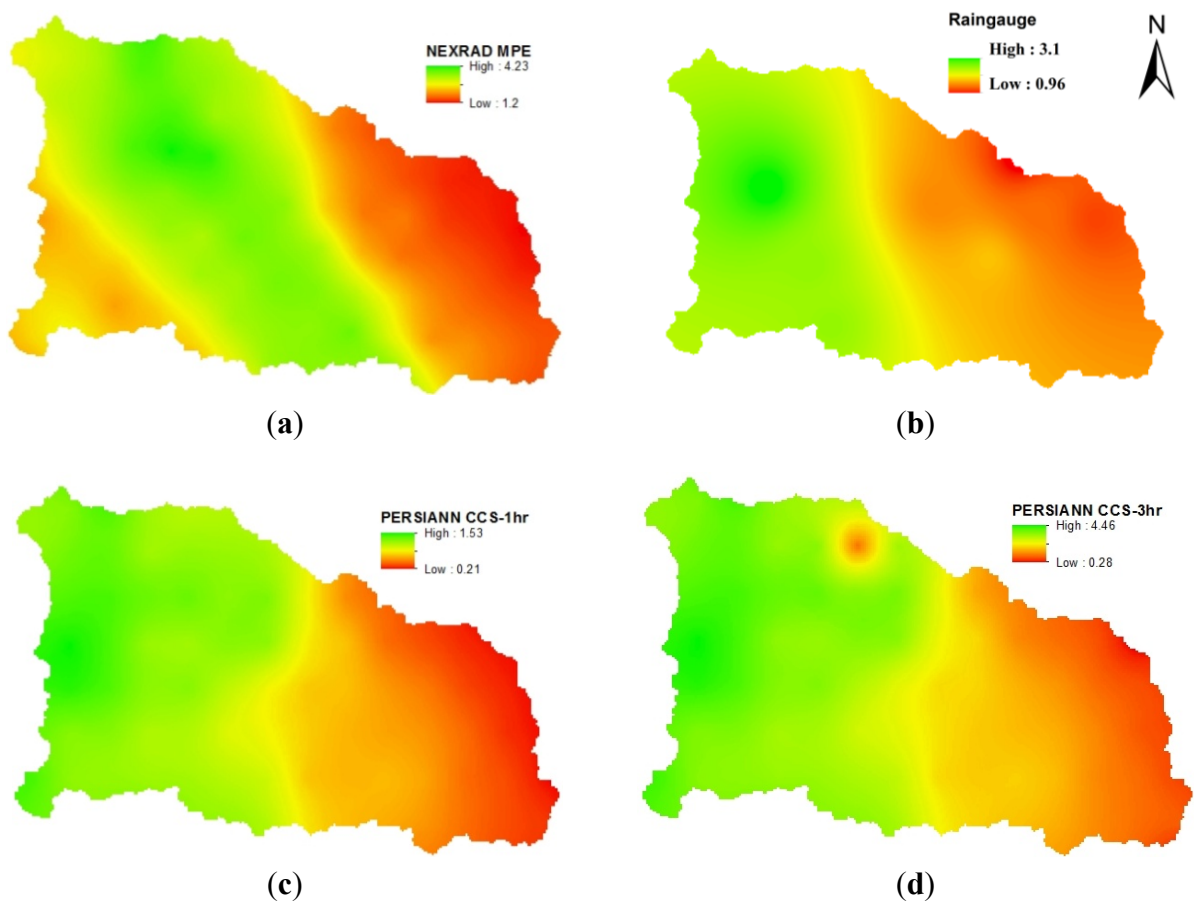 NEXRAD MPE
High : 4.23
Low : 1.2
(a)
Raingauge
High : 3.1
Low : 0.96
N
(b)
PERSIANN CCS-1hr
High : 1.53
Low : 0.21
(c)
PERSIANN CCS-3hr
High : 4.46
Low : 0.28
(d)